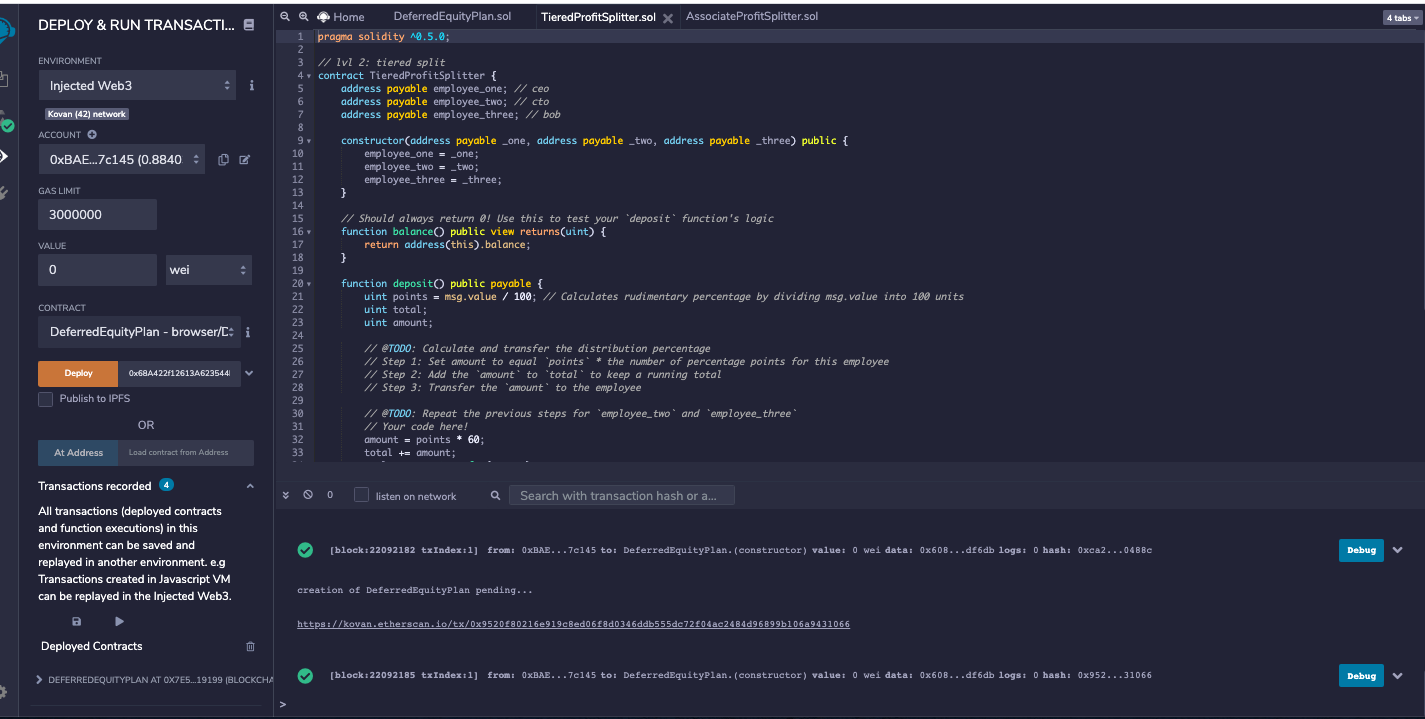 DEPLOY & RUN TRANSACTI...
ENVIRONMENT
Injected Web3
Kovan (42) network
ACCOUNT
0xBAE...7c145 (0.8840
GAS LIMIT
3000000
VALUE
0 wei
CONTRACT
DeferredEquityPlan - browser/D
Deploy 0x68A422f12613A623544
Publish to IPFS
OR
At Address Load contract from Address
Transactions recorded 4
All transactions (deployed contracts
and function executions) in this
environment can be saved and
replayed in another environment. e.g
Transactions created in Javascript VM
can be replayed in the Injected Web3.
Deployed Contracts
DEFERREDEQUITYPLAN AT 0X7E5...19199 (BLOCKCHA
Home DeferredEquityPlan.sol TieredProfitSplitter.sol AssociateProfitSplitter.sol 4 tabs
1 pragma solidity ^0.5.0;
2
3 // lvl 2: tiered split
4 contract TieredProfitSplitter {
5 address payable employee_one; // ceo
6 address payable employee_two; // cto
7 address payable employee_three; // bob
8
9 constructor(address payable _one, address payable _two, address payable _three) public {
10 employee_one = _one;
11 employee_two = _two;
12 employee_three = _three;
13 }
14
15 // Should always return 0! Use this to test your `deposit` function's logic
16 function balance() public view returns(uint) {
17 return address(this).balance;
18 }
19
20 function deposit() public payable {
21 uint points = msg.value / 100; // Calculates rudimentary percentage by dividing msg.value into 100 units
22 uint total;
23 uint amount;
24
25 // @TODO: Calculate and transfer the distribution percentage
26 // Step 1: Set amount to equal `points` * the number of percentage points for this employee
27 // Step 2: Add the `amount` to `total` to keep a running total
28 // Step 3: Transfer the `amount` to the employee
29
30 // @TODO: Repeat the previous steps for `employee_two` and `employee_three`
31 // Your code here!
32 amount = points * 60;
33 total += amount;
0 listen on network Search with transaction hash or a...
[block:22092182 txIndex:1] from: 0xBAE...7c145 to: DeferredEquityPlan.(constructor) value: 0 wei data: 0x608...df6db logs: 0 hash: 0xca2...0488c Debug
creation of DeferredEquityPlan pending...
https://kovan.etherscan.io/tx/0x9520f80216e919c8ed06f8d0346ddb555dc72f04ac2484d96899b106a9431066
[block:22092185 txIndex:1] from: 0xBAE...7c145 to: DeferredEquityPlan.(constructor) value: 0 wei data: 0x608...df6db logs: 0 hash: 0x952...31066 Debug
>